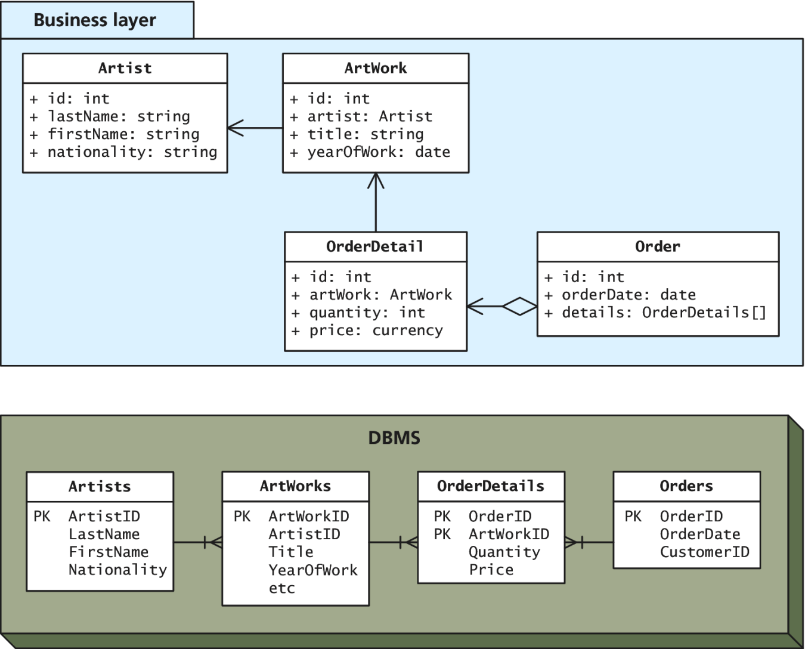 Business layer
Artist
+ id: int
+ lastName: string
+ firstName: string
+ nationality: string
ArtWork
+ id: int
+ artist: Artist
+ title: string
+ yearOfWork: date
OrderDetail
+ id: int
+ artWork: ArtWork
+ quantity: int
+ price: currency
Order
+ id: int
+ orderDate: date
+ details: OrderDetails[]
DBMS
Artists
PK ArtistID
LastName
FirstName
Nationality
ArtWorks
PK ArtWorkID
ArtistID
Title
YearOfWork
etc
OrderDetails
PK OrderID
PK ArtWorkID
Quantity
Price
Orders
PK OrderID
OrderDate
CustomerID